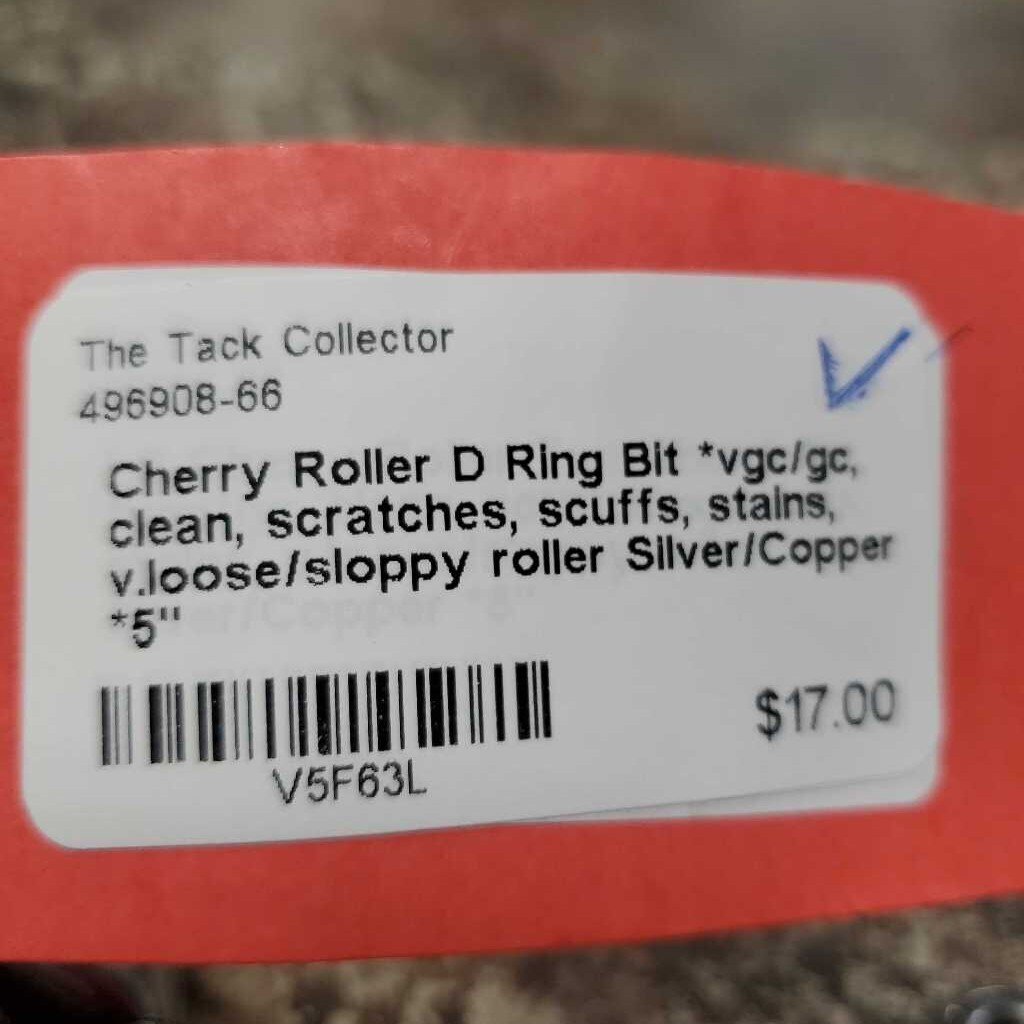 The Tack Collector
496908-66
Cherry Roller D Ring Bit *vgc/gc,
clean, scratches, scuffs, stains,
v.loose/sloppy roller Silver/Copper
*5"
V5F63L
$17.00